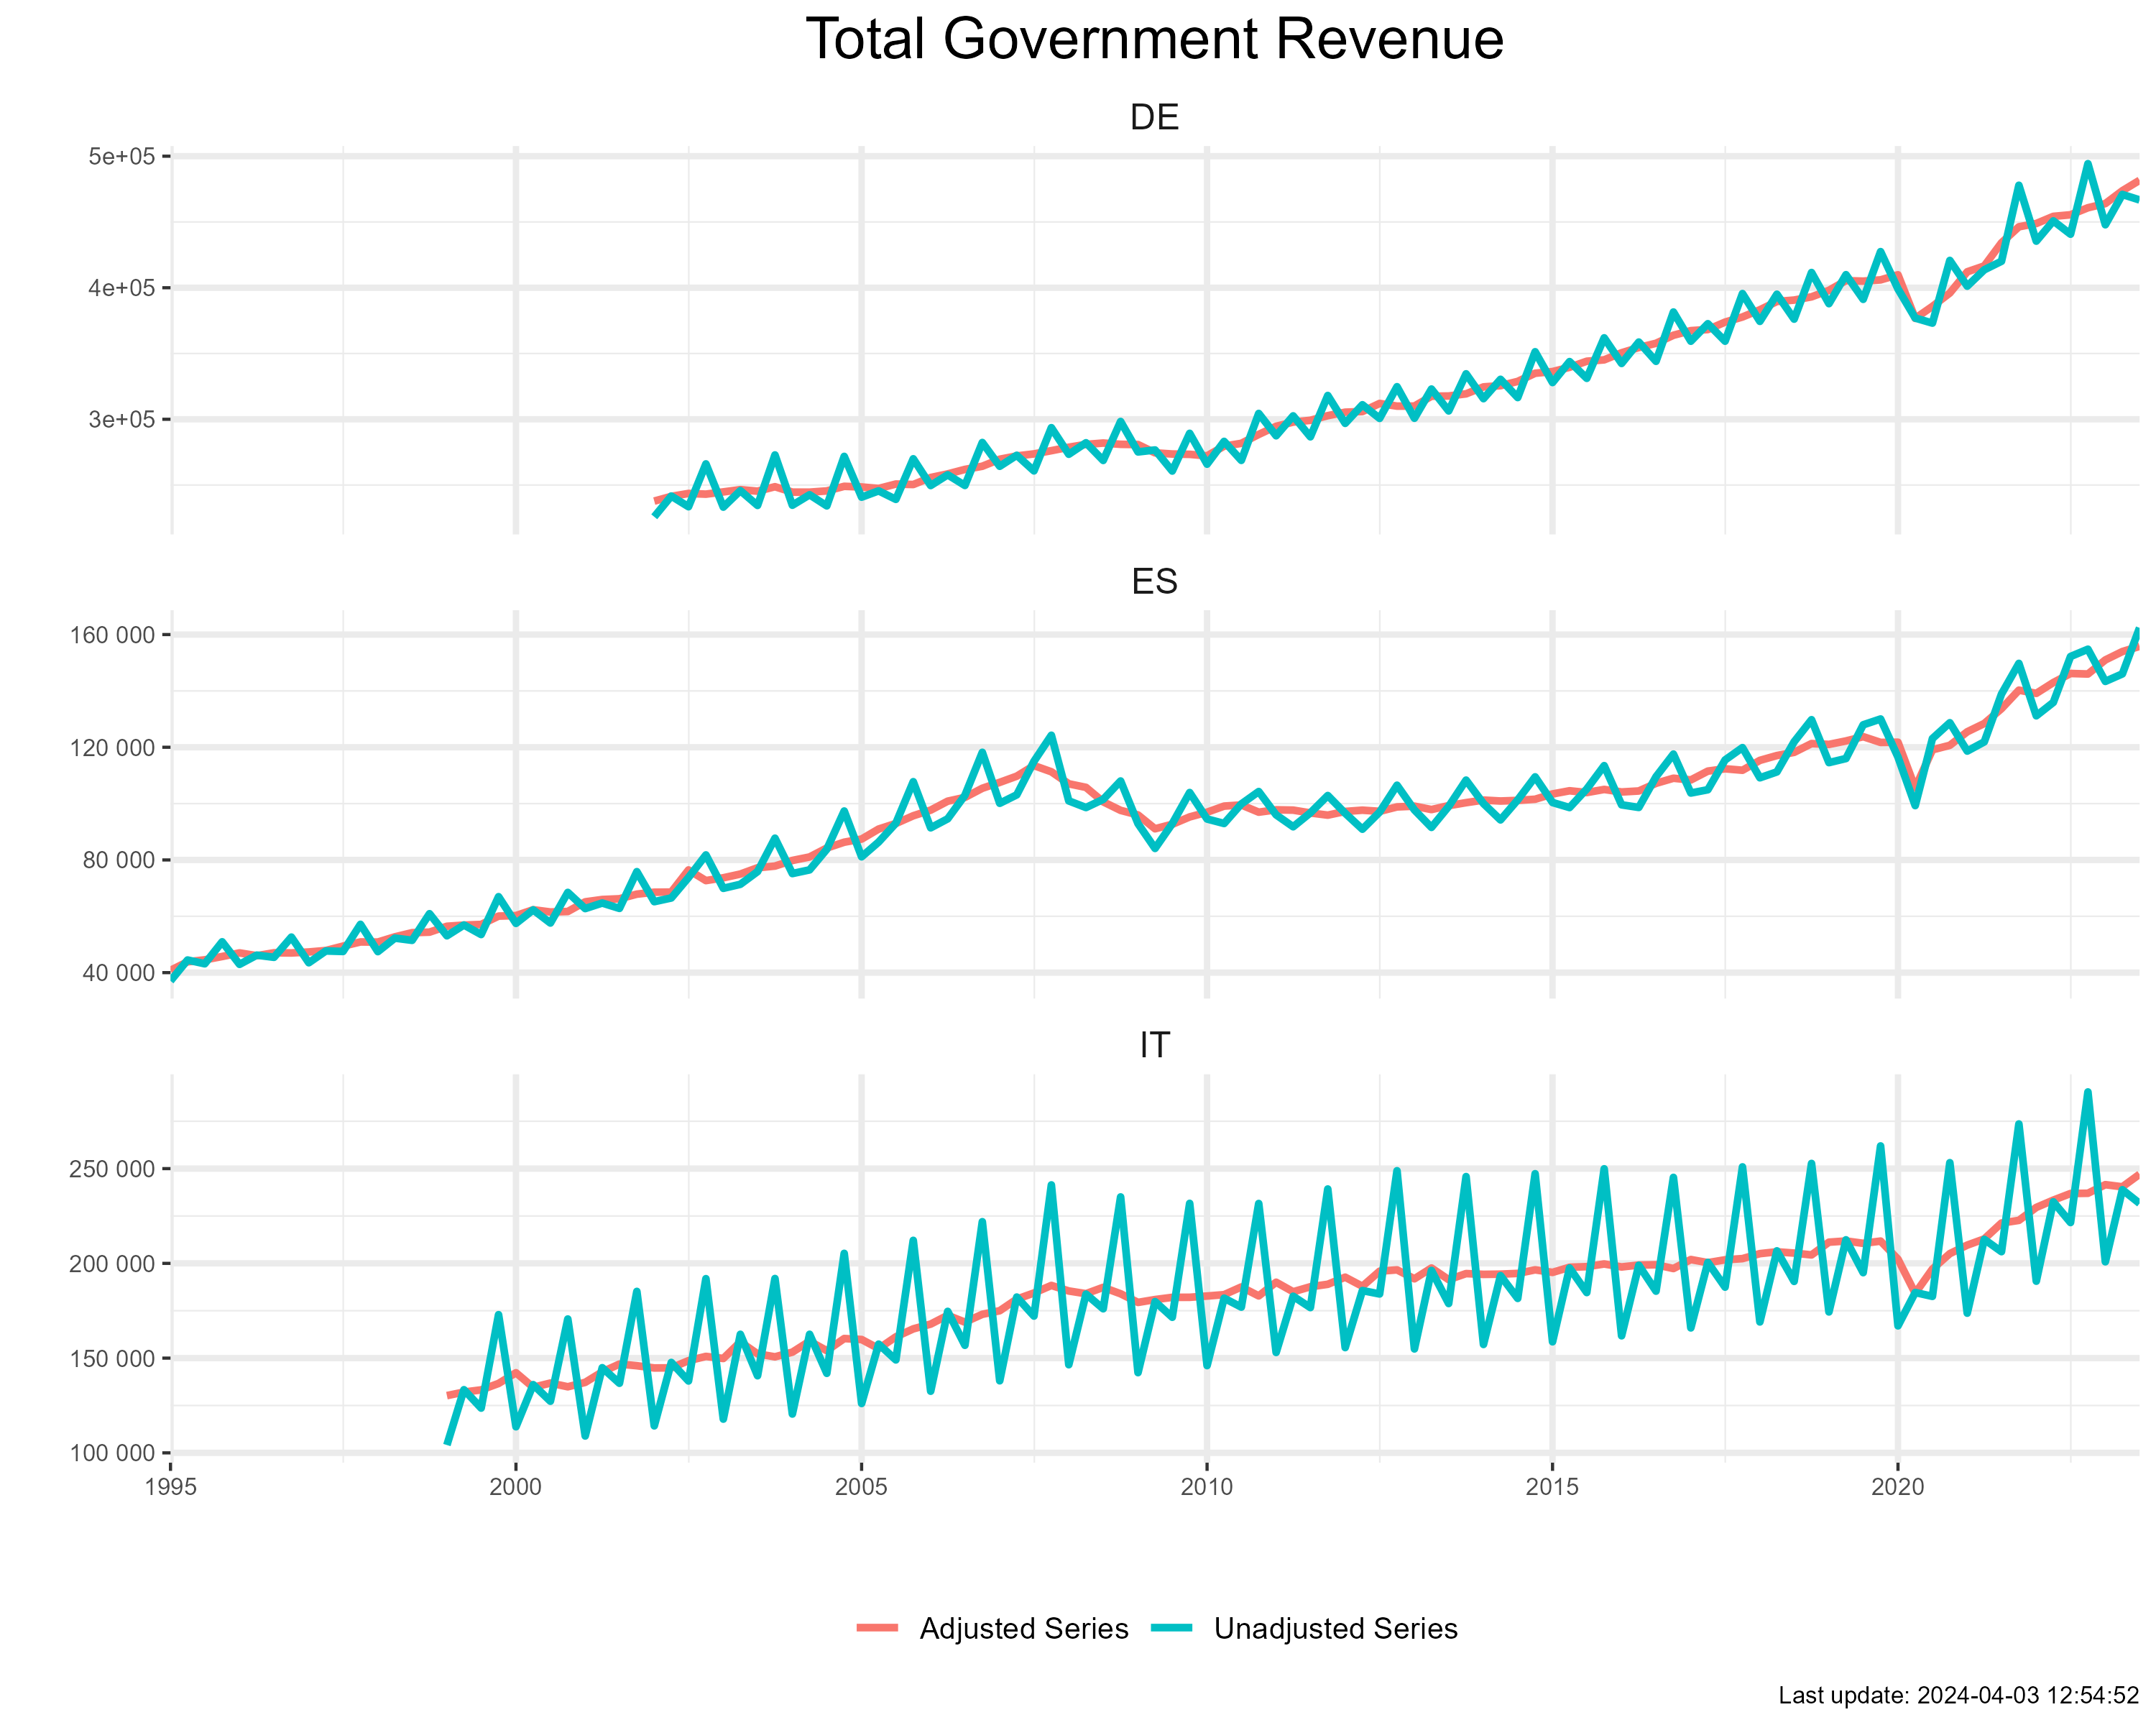 Total Government Revenue
DE
5e+05
4e+05
3e+05
ES
160 000
120 000
80 000
40 000
IT
250 000
200 000
150 000
100 000
1995 2000 2005 2010 2015 2020
Adjusted Series Unadjusted Series
Last update: 2024-04-03 12:54:52